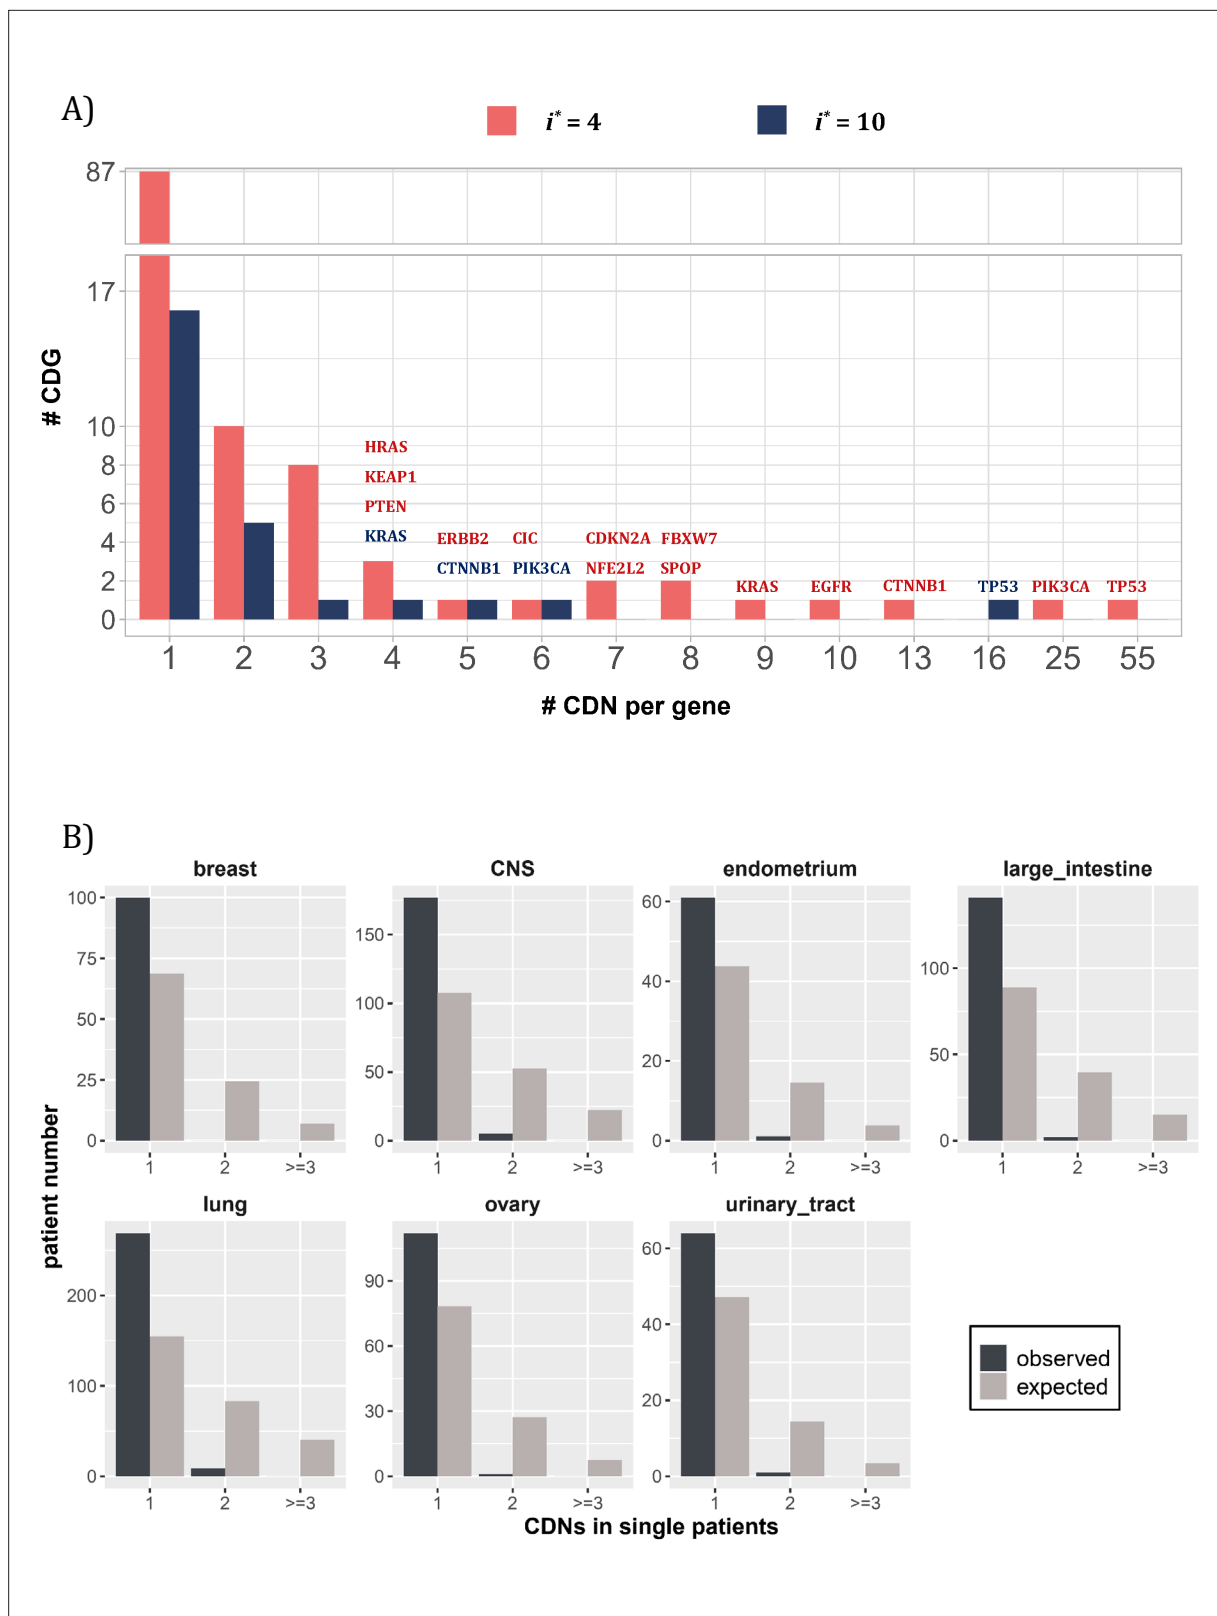 A)
i* = 4 i* = 10
87
17
10
8
6
4
2
0
# CDG
HRAS
KEAP1
PTEN
KRAS
ERBB2 CIC CDKN2A FBXW7
CTNNB1 PIK3CA NFE2L2 SPOP
KRAS EGFR CTNNB1 TP53 PIK3CA TP53
1 2 3 4 5 6 7 8 9 10 13 16 25 55
# CDN per gene
B)
breast CNS endometrium large_intestine
100
75
50
25
0
1 2 >=3
150
100
50
0
1 2 >=3
60
40
20
0
1 2 >=3
100
50
0
1 2 >=3
patient number
lung ovary urinary_tract
200
100
0
1 2 >=3
90
60
30
0
1 2 >=3
60
40
20
0
1 2 >=3
observed
expected
CDNs in single patients